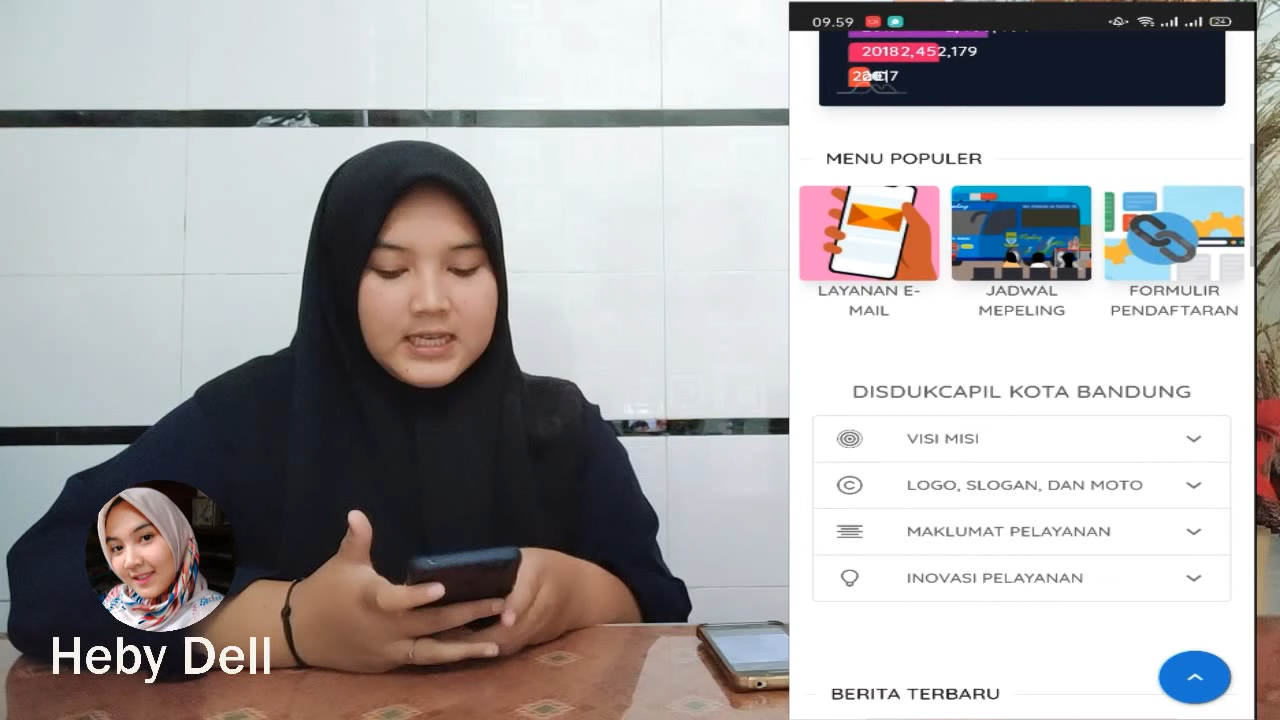 09.59
24
20182,452,179
MENU POPULER
LAYANAN E-
MAIL
JADWAL
MEPELING
FORMULIR
PENDAFTARAN
DISDUKCAPIL KOTA BANDUNG
VISI MISI
LOGO, SLOGAN, DAN MOTO
MAKLUMAT PELAYANAN
INOVASI PELAYANAN
BERITA TERBARU
Heby Dell